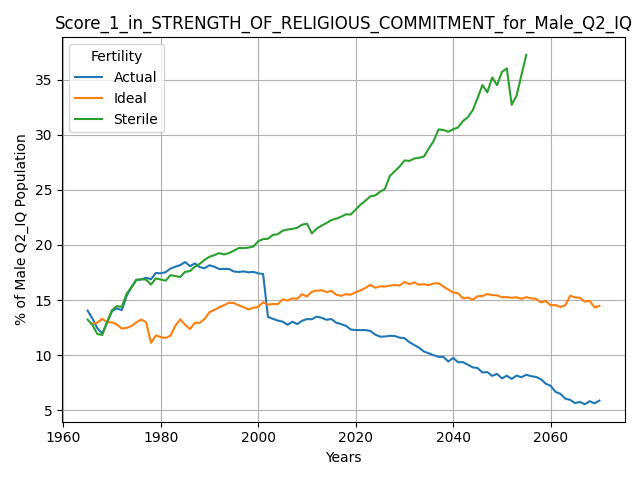 Score_1_in_STRENGTH_OF_RELIGIOUS_COMMITMENT_for_Male_Q2_IQ
Fertility
Actual
Ideal
Sterile
% of Male Q2_IQ Population
35
30
25
20
15
10
5
1960 1980 2000 2020 2040 2060
Years